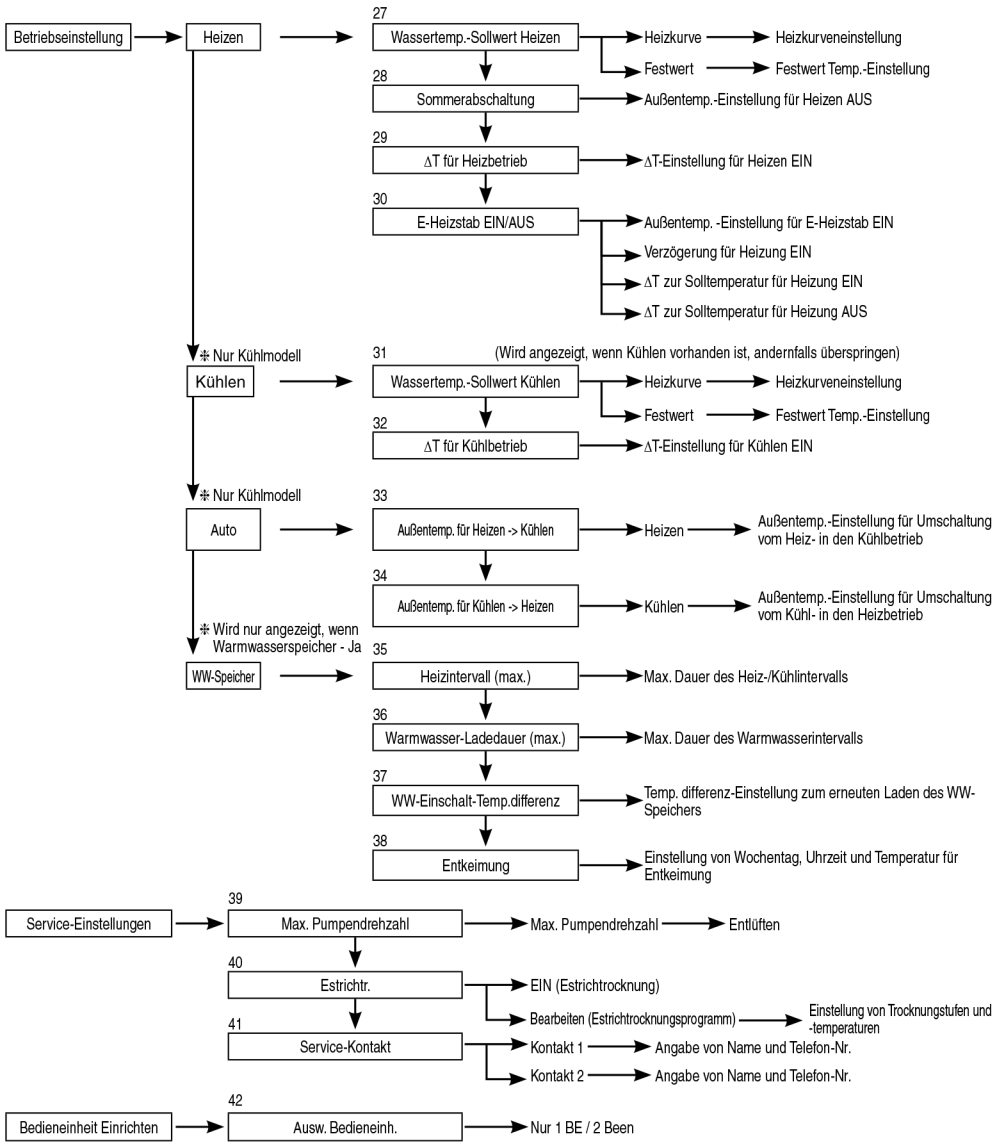 27
Betriebseinstellung
Heizen
Wassertemp.-Sollwert Heizen
Heizkurve
Heizkurveneinstellung
Festwert
Festwert Temp.-Einstellung
28
Sommerabschaltung
Außentemp.-Einstellung für Heizen AUS
29
ΔT für Heizbetrieb
ΔT-Einstellung für Heizen EIN
30
E-Heizstab EIN/AUS
Außentemp. -Einstellung für E-Heizstab EIN
Verzögerung für Heizung EIN
ΔT zur Solltemperatur für Heizung EIN
ΔT zur Solltemperatur für Heizung AUS
❉ Nur Kühlmodell
31
(Wird angezeigt, wenn Kühlen vorhanden ist, andernfalls überspringen)
Kühlen
Wassertemp.-Sollwert Kühlen
Heizkurve
Heizkurveneinstellung
Festwert
Festwert Temp.-Einstellung
32
ΔT für Kühlbetrieb
ΔT-Einstellung für Kühlen EIN
❉ Nur Kühlmodell
33
Auto
Außentemp. für Heizen -> Kühlen
Heizen
Außentemp.-Einstellung für Umschaltung
vom Heiz- in den Kühlbetrieb
34
Außentemp. für Kühlen -> Heizen
Kühlen
Außentemp.-Einstellung für Umschaltung
vom Kühl- in den Heizbetrieb
❉ Wird nur angezeigt, wenn
Warmwasserspeicher - Ja
35
WW-Speicher
Heizintervall (max.)
Max. Dauer des Heiz-/Kühlintervalls
36
Warmwasser-Ladedauer (max.)
Max. Dauer des Warmwasserintervalls
37
WW-Einschalt-Temp.differenz
Temp. differenz-Einstellung zum erneuten Laden des WW-
Speichers
38
Entkeimung
Einstellung von Wochentag, Uhrzeit und Temperatur für
Entkeimung
39
Service-Einstellungen
Max. Pumpendrehzahl
Max. Pumpendrehzahl
Entlüften
40
Estrichtr.
EIN (Estrichtrocknung)
Bearbeiten (Estrichtrocknungsprogramm)
Einstellung von Trocknungstufen und
-temperaturen
41
Service-Kontakt
Kontakt 1
Angabe von Name und Telefon-Nr.
Kontakt 2
Angabe von Name und Telefon-Nr.
42
Bedieneinheit Einrichten
Ausw. Bedieneinh.
Nur 1 BE / 2 Been